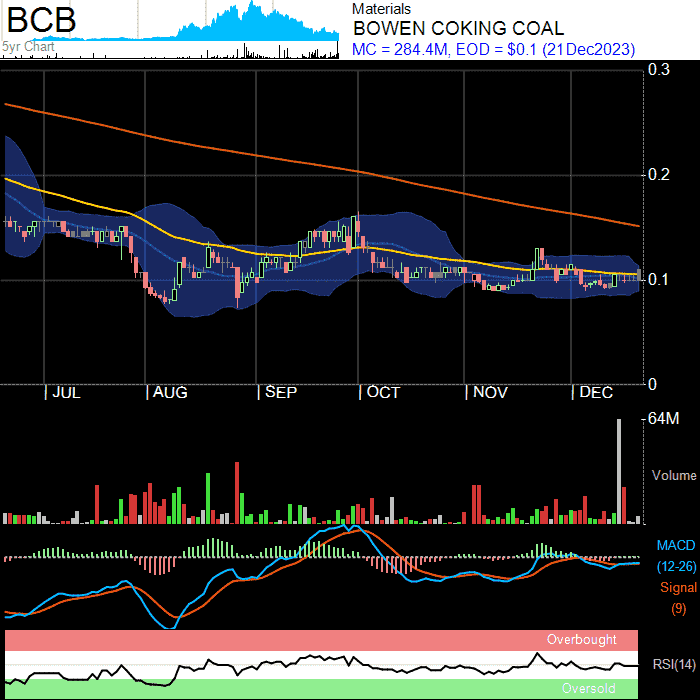 BCB
5yr Chart
Materials
BOWEN COKING COAL
MC = 284.4M, EOD = $0.1 (21Dec2023)
0.3
0.2
0.1
0
JUL AUG SEP OCT NOV DEC
64M
Volume
MACD
(12-26)
Signal
(9)
Overbought
RSI(14)
Oversold